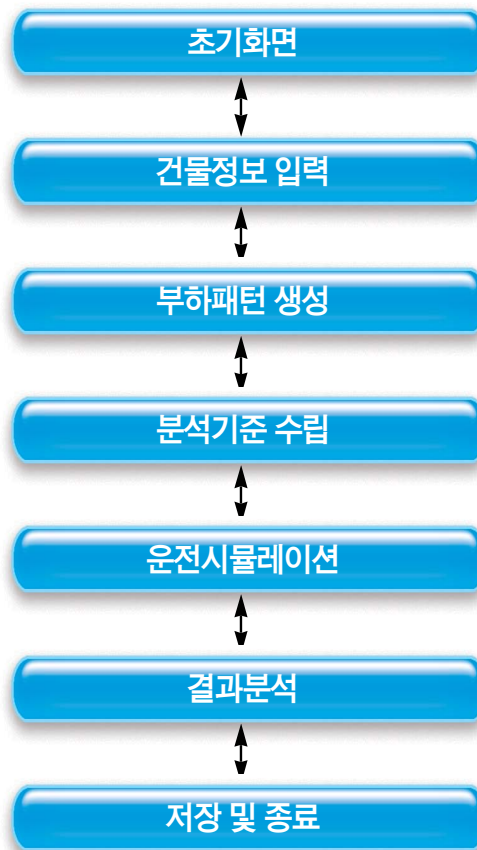 초기화면
건물정보 입력
부하패턴 생성
분석기준 수립
운전시뮬레이션
결과분석
저장 및 종료